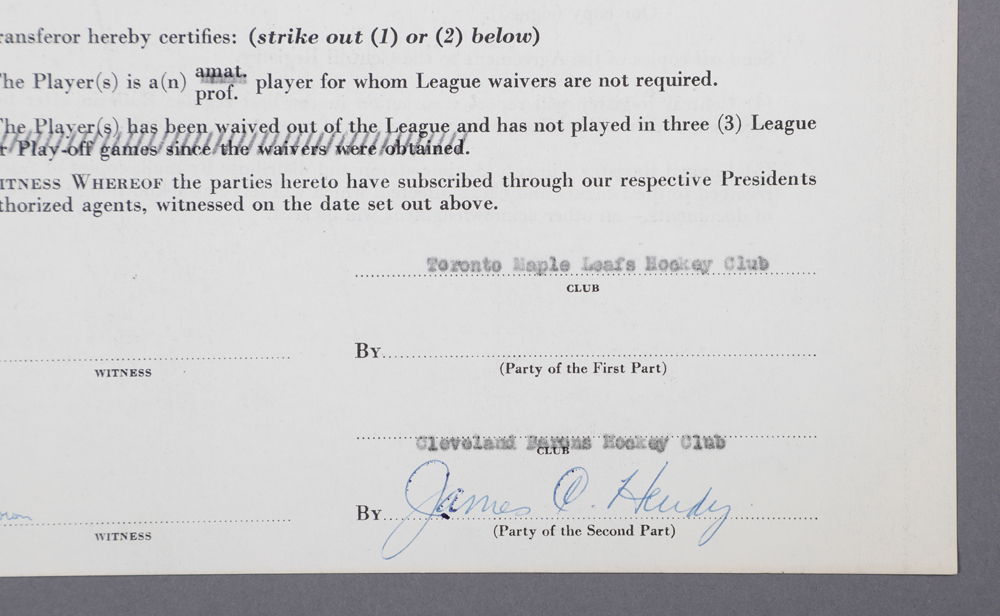 ransferor hereby certifies: (strike out (1) or (2) below)
he Player(s) is a(n) amat. prof. player for whom League waivers are not required.
he Player(s) has been waived out of the League and has not played in three (3) League
r Play-off games since the waivers were obtained.
ITNESS WHEREOF the parties hereto have subscribed through our respective Presidents
thorized agents, witnessed on the date set out above.
Toronto Maple Leafs Hockey Club
CLUB
By
WITNESS
(Party of the First Part)
Cleveland Barons Hockey Club
CLUB
By James C. Hendy
WITNESS
(Party of the Second Part)